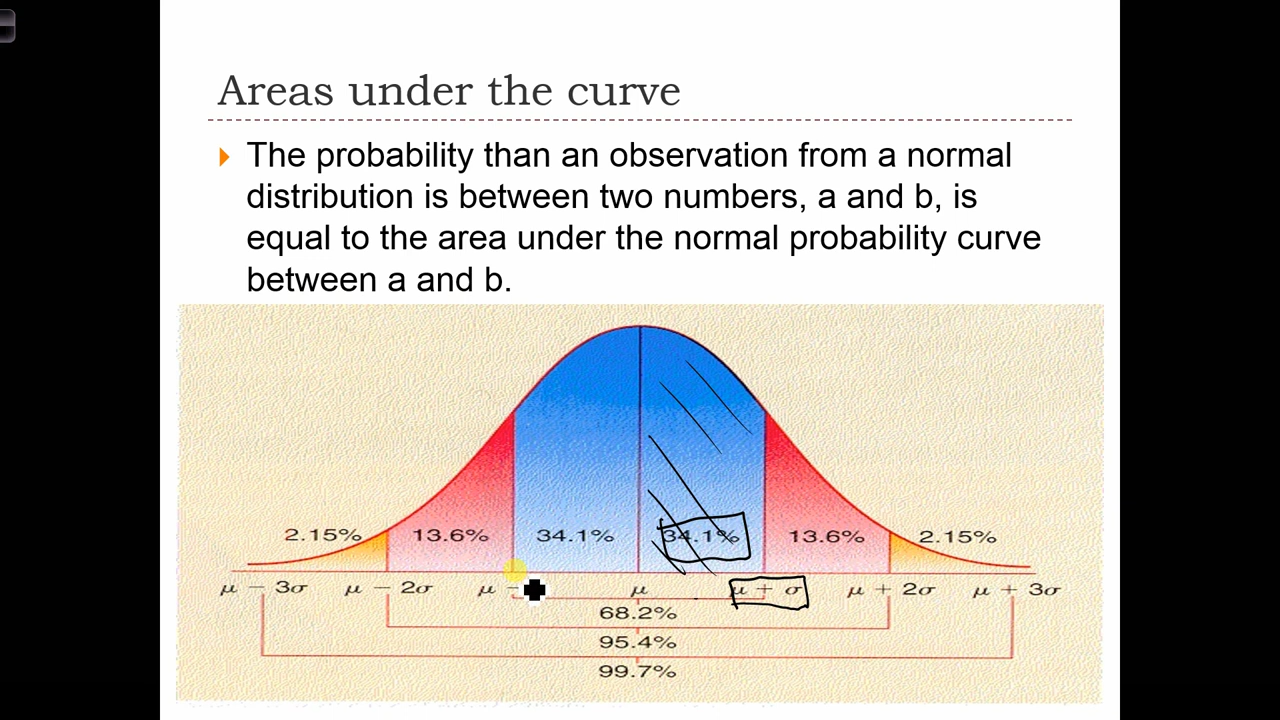 Areas under the curve
The probability than an observation from a normal
distribution is between two numbers, a and b, is
equal to the area under the normal probability curve
between a and b.
2.15% 13.6% 34.1% 34.1% 13.6% 2.15%
μ − 3σ μ − 2σ μ − μ μ + σ μ + 2σ μ + 3σ
68.2%
95.4%
99.7%